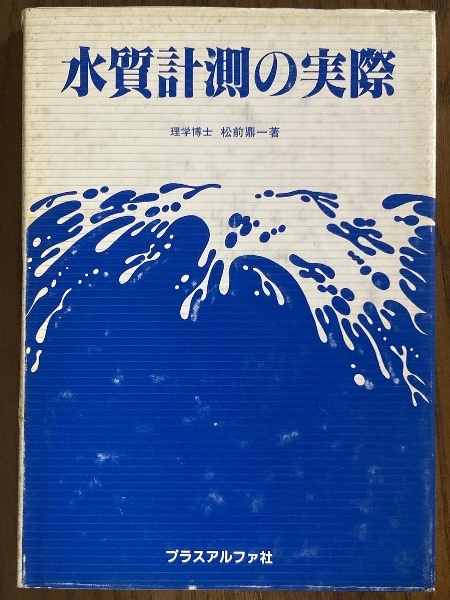 水質計測の実際
理学博士 松前鼎一著
プラスアルファ社